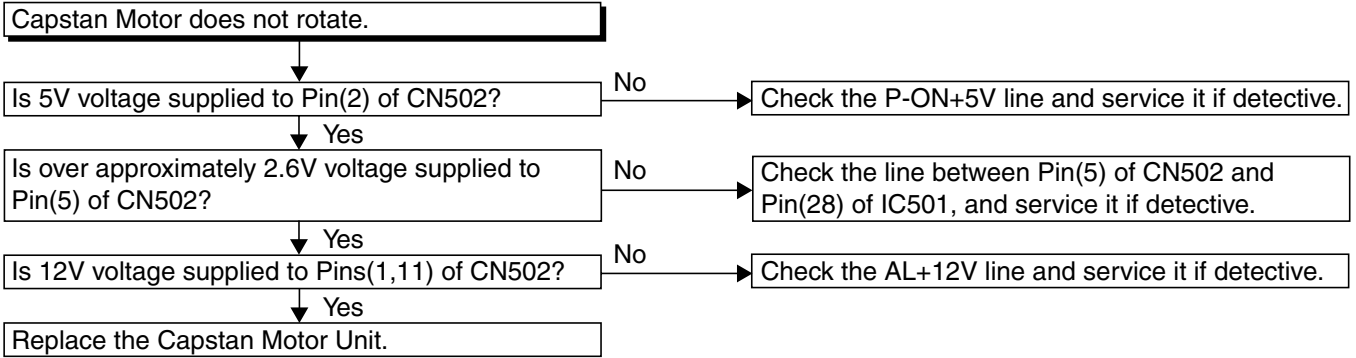 Capstan Motor does not rotate.
Is 5V voltage supplied to Pin(2) of CN502?
No
Check the P-ON+5V line and service it if detective.
Yes
Is over approximately 2.6V voltage supplied to
Pin(5) of CN502?
No
Check the line between Pin(5) of CN502 and
Pin(28) of IC501, and service it if detective.
Yes
Is 12V voltage supplied to Pins(1,11) of CN502?
No
Check the AL+12V line and service it if detective.
Yes
Replace the Capstan Motor Unit.